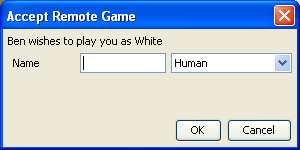 Accept Remote Game
Ben wishes to play you as White
Name Human
OK Cancel